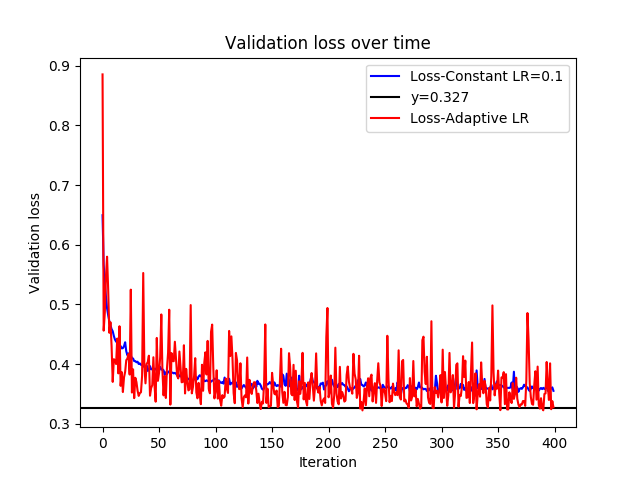 Validation loss over time
Loss-Constant LR=0.1
y=0.327
Loss-Adaptive LR
Validation loss
0.9
0.8
0.7
0.6
0.5
0.4
0.3
0 50 100 150 200 250 300 350 400
Iteration